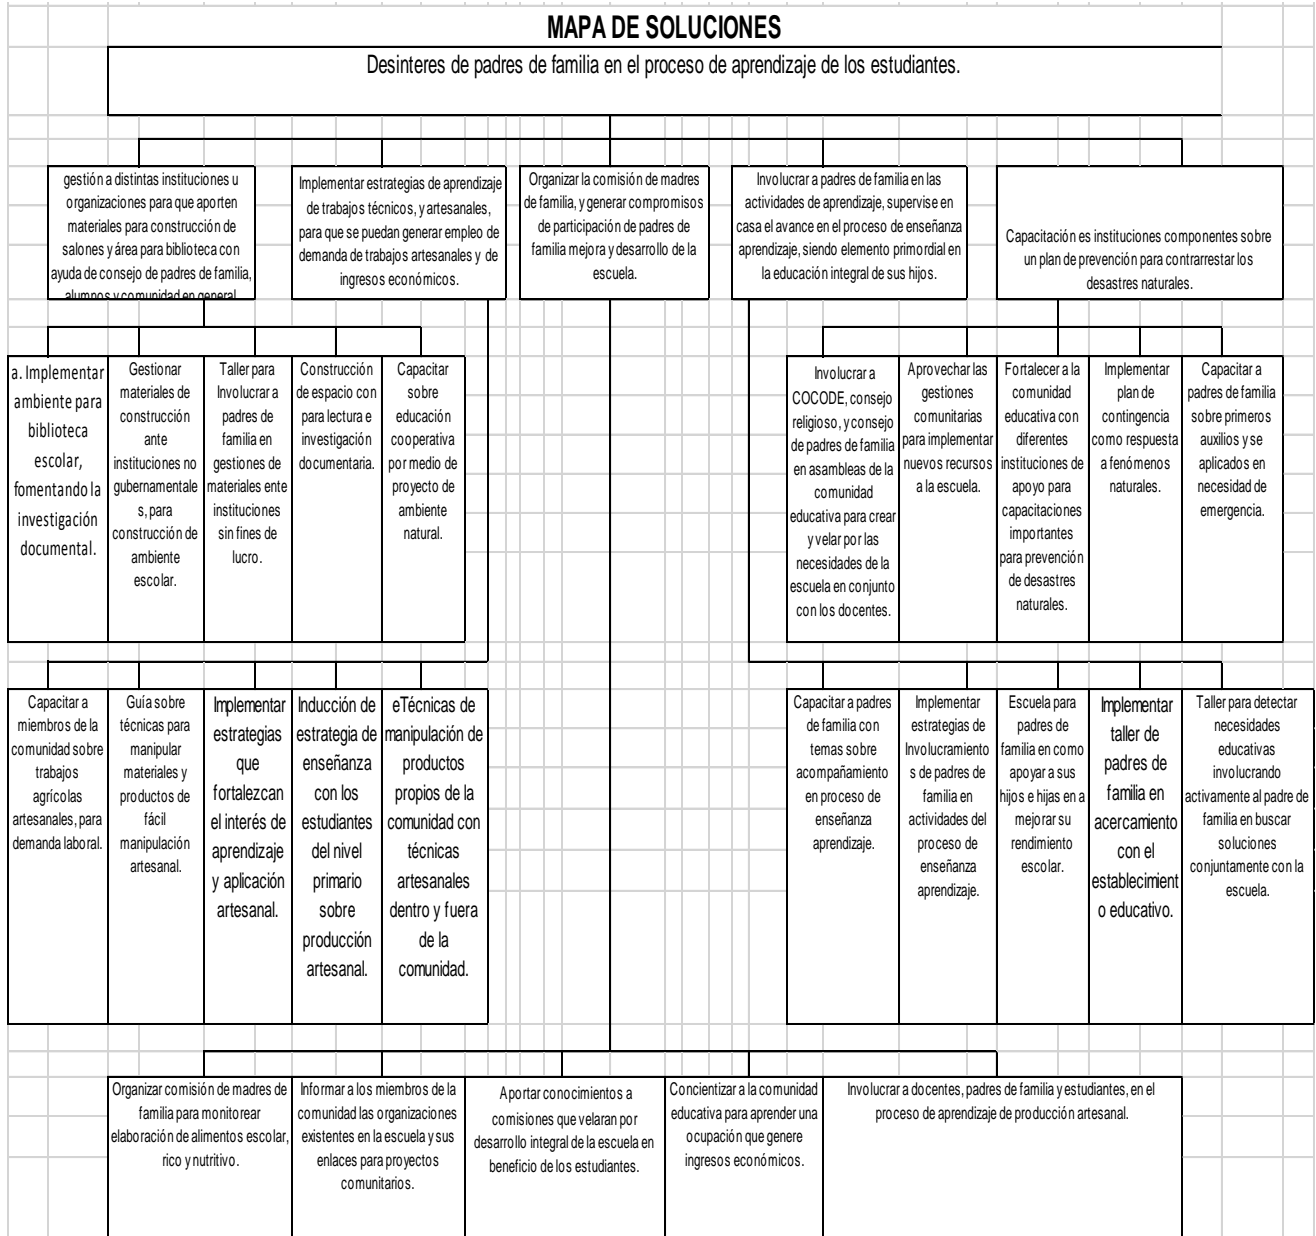 MAPA DE SOLUCIONES
Desinteres de padres de familia en el proceso de aprendizaje de los estudiantes.
gestión a distintas instituciones u
organizaciones para que aporten
materiales para construcción de
salones y área para biblioteca con
ayuda de consejo de padres de familia,
alumnos y comunidad en general
Implementar estrategias de aprendizaje
de trabajos técnicos, y artesanales,
para que se puedan generar empleo de
demanda de trabajos artesanales y de
ingresos económicos.
Organizar la comisión de madres
de familia, y generar compromisos
de participación de padres de
familia mejora y desarrollo de la
escuela.
Involucrar a padres de familia en las
actividades de aprendizaje, supervise en
casa el avance en el proceso de enseñanza
aprendizaje, siendo elemento primordial en
la educación integral de sus hijos.
Capacitación es instituciones componentes sobre
un plan de prevención para contrarrestar los
desastres naturales.
a. Implementar
ambiente para
biblioteca
escolar,
fomentando la
investigación
documental.
Gestionar
materiales de
construcción
ante
instituciones no
gubernamentale
s, para
construcción de
ambiente
escolar.
Taller para
Involucrar a
padres de
familia en
gestiones de
materiales ente
instituciones
sin fines de
lucro.
Construcción
de espacio con
para lectura e
investigación
documentaria.
Capacitar
sobre
educación
cooperativa
por medio de
proyecto de
ambiente
natural.
Involucrar a
COCODE, consejo
religioso, y consejo
de padres de familia
en asambleas de la
comunidad
educativa para crear
y velar por las
necesidades de la
escuela en conjunto
con los docentes.
Aprovechar las
gestiones
comunitarias
para implementar
nuevos recursos
a la escuela.
Fortalecer a la
comunidad
educativa con
diferentes
instituciones de
apoyo para
capacitaciones
importantes
para prevención
de desastres
naturales.
Implementar
plan de
contingencia
como respuesta
a fenómenos
naturales.
Capacitar a
padres de familia
sobre primeros
auxilios y se
aplicados en
necesidad de
emergencia.
Capacitar a
miembros de la
comunidad sobre
trabajos
agrícolas
artesanales, para
demanda laboral.
Guía sobre
técnicas para
manipular
materiales y
productos de
fácil
manipulación
artesanal.
Implementar
estrategias
que
fortalezcan
el interés de
aprendizaje
y aplicación
artesanal.
Inducción de
estrategia de
enseñanza
con los
estudiantes
del nivel
primario
sobre
producción
artesanal.
eTécnicas de
manipulación de
productos
propios de la
comunidad con
técnicas
artesanales
dentro y fuera
de la
comunidad.
Capacitar a padres
de familia con
temas sobre
acompañamiento
en proceso de
enseñanza
aprendizaje.
Implementar
estrategias de
Involucramiento
s de padres de
familia en
actividades del
proceso de
enseñanza
aprendizaje.
Escuela para
padres de
familia en como
apoyar a sus
hijos e hijas en a
mejorar su
rendimiento
escolar.
Implementar
taller de
padres de
familia en
acercamiento
con el
establecimient
o educativo.
Taller para detectar
necesidades
educativas
involucrando
activamente al padre de
familia en buscar
soluciones
conjuntamente con la
escuela.
Organizar comisión de madres de
familia para monitorear
elaboración de alimentos escolar,
rico y nutritivo.
Informar a los miembros de la
comunidad las organizaciones
existentes en la escuela y sus
enlaces para proyectos
comunitarios.
Aportar conocimientos a
comisiones que velaran por
desarrollo integral de la escuela en
beneficio de los estudiantes.
Concientizar a la comunidad
educativa para aprender una
ocupación que genere
ingresos económicos.
Involucrar a docentes, padres de familia y estudiantes, en el
proceso de aprendizaje de producción artesanal.